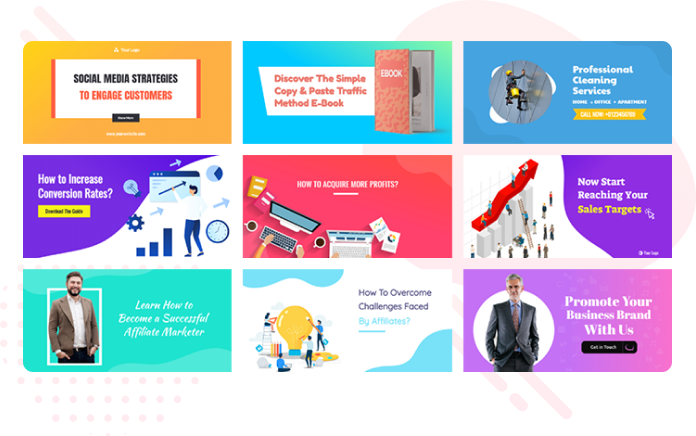 Your Logo
SOCIAL MEDIA STRATEGIES
TO ENGAGE CUSTOMERS
Discover The Simple
Copy & Paste Traffic
Method E-Book
EBOOK
Professional
Cleaning
Services
HOME • OFFICE • APARTMENT
How to Increase
Conversion Rates?
Download The Guide
HOW TO ACQUIRE MORE PROFITS?
Now Start
Reaching Your
Sales Targets
Your Logo
Learn How to
Become a Successful
Affiliate Marketer
How To Overcome
Challenges Faced
By Affiliates?
Promote Your
Business Brand
With Us
Get in Touch